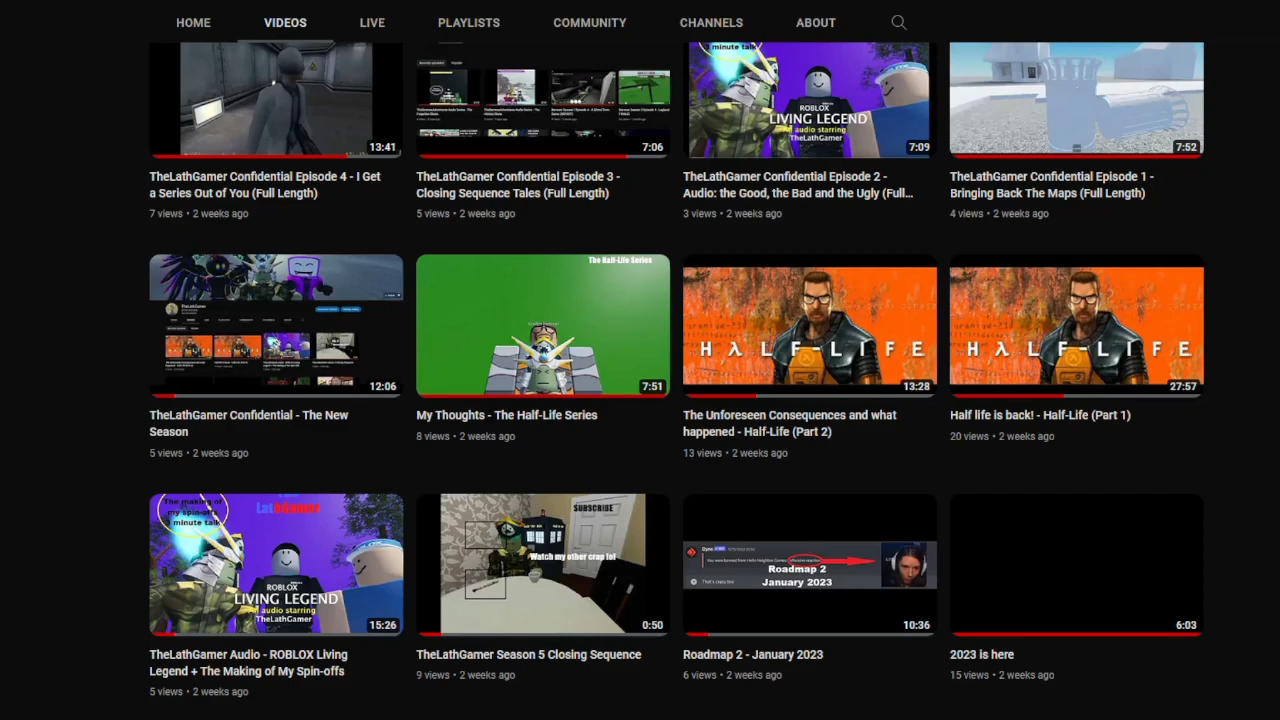 HOME
VIDEOS
LIVE
PLAYLISTS
COMMUNITY
CHANNELS
ABOUT
3 minute talk
ROBLOX
LIVING LEGEND
audio starring
TheLathGamer
13:41
7:06
7:09
7:52
TheLathGamer Confidential Episode 4 - I Get
a Series Out of You (Full Length)
7 views • 2 weeks ago
TheLathGamer Confidential Episode 3 -
Closing Sequence Tales (Full Length)
5 views • 2 weeks ago
TheLathGamer Confidential Episode 2 -
Audio: the Good, the Bad and the Ugly (Full...
3 views • 2 weeks ago
TheLathGamer Confidential Episode 1 -
Bringing Back The Maps (Full Length)
4 views • 2 weeks ago
12:06
The Half-Life Series
7:51
HλLF-LIFE
13:28
HλLF-LIFE
27:57
TheLathGamer Confidential - The New
Season
5 views • 2 weeks ago
My Thoughts - The Half-Life Series
8 views • 2 weeks ago
The Unforeseen Consequences and what
happened - Half-Life (Part 2)
13 views • 2 weeks ago
Half life is back! - Half-Life (Part 1)
20 views • 2 weeks ago
The making of
my spin-offs
3 minute talk
LathGamer
ROBLOX
LIVING LEGEND
audio starring
TheLathGamer
15:26
SUBSCRIBE
Watch my other crap lol
0:50
Dyno
That's crazy bro
Roadmap 2
January 2023
10:36
6:03
TheLathGamer Audio - ROBLOX Living
Legend + The Making of My Spin-offs
5 views • 2 weeks ago
TheLathGamer Season 5 Closing Sequence
9 views • 2 weeks ago
Roadmap 2 - January 2023
6 views • 2 weeks ago
2023 is here
15 views • 2 weeks ago